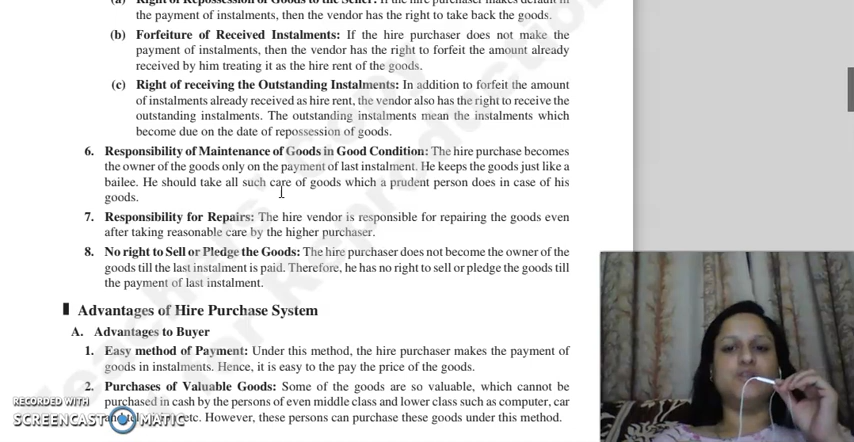 (a) Right of Repossession of Goods to the Seller: If the hire purchaser makes default in
the payment of instalments, then the vendor has the right to take back the goods.
(b) Forfeiture of Received Instalments: If the hire purchaser does not make the
payment of instalments, then the vendor has the right to forfeit the amount already
received by him treating it as the hire rent of the goods.
(c) Right of receiving the Outstanding Instalments: In addition to forfeit the amount
of instalments already received as hire rent, the vendor also has the right to receive the
outstanding instalments. The outstanding instalments mean the instalments which
become due on the date of repossession of goods.
6. Responsibility of Maintenance of Goods in Good Condition: The hire purchase becomes
the owner of the goods only on the payment of last instalment. He keeps the goods just like a
bailee. He should take all such care of goods which a prudent person does in case of his
goods.
7. Responsibility for Repairs: The hire vendor is responsible for repairing the goods even
after taking reasonable care by the higher purchaser.
8. No right to Sell or Pledge the Goods: The hire purchaser does not become the owner of the
goods till the last instalment is paid. Therefore, he has no right to sell or pledge the goods till
the payment of last instalment.
Advantages of Hire Purchase System
A. Advantages to Buyer
1. Easy method of Payment: Under this method, the hire purchaser makes the payment of
goods in instalments. Hence, it is easy to the pay the price of the goods.
2. Purchases of Valuable Goods: Some of the goods are so valuable, which cannot be
purchased in cash by the persons of even middle class and lower class such as computer, car
etc. However, these persons can purchase these goods under this method.
RECORDED WITH
SCREENCAST MATIC